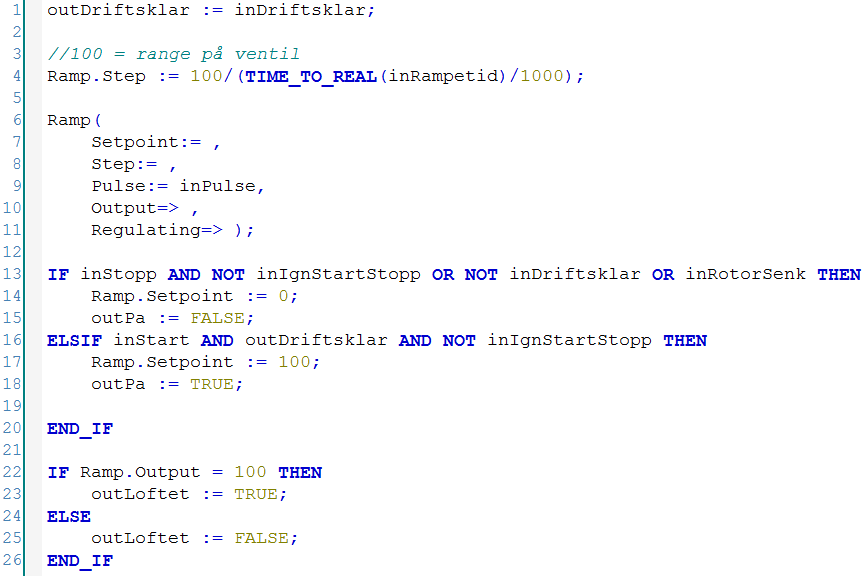 1 outDriftsklar := inDriftsklar;
2
3 //100 = range på ventil
4 Ramp.Step := 100/(TIME_TO_REAL(inRampetid)/1000);
5
6 Ramp(
7     Setpoint:= ,
8     Step:= ,
9     Pulse:= inPulse,
10     Output=> ,
11     Regulating=> );
12
13 IF inStopp AND NOT inIgnStartStopp OR NOT inDriftsklar OR inRotorSenk THEN
14     Ramp.Setpoint := 0;
15     outPa := FALSE;
16 ELSIF inStart AND outDriftsklar AND NOT inIgnStartStopp THEN
17     Ramp.Setpoint := 100;
18     outPa := TRUE;
19
20 END_IF
21
22 IF Ramp.Output = 100 THEN
23     outLoftet := TRUE;
24 ELSE
25     outLoftet := FALSE;
26 END_IF